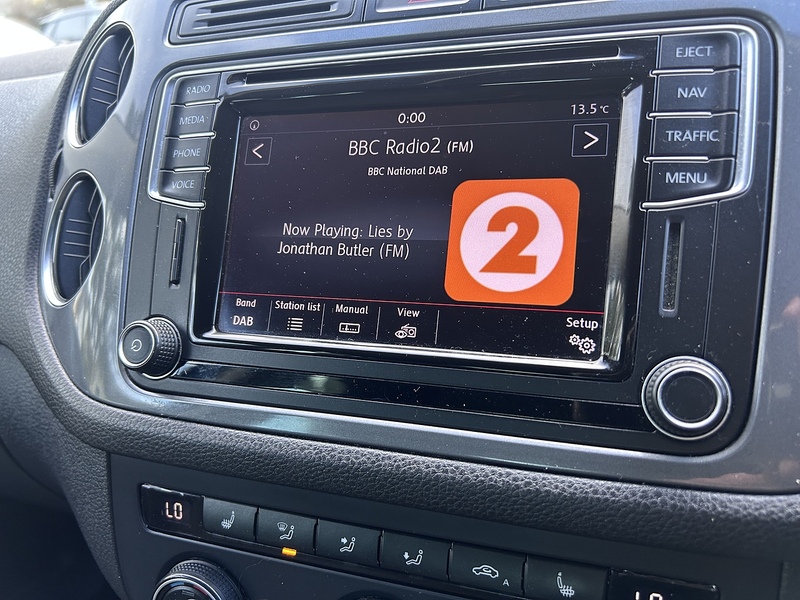 RADIO
MEDIA
PHONE
VOICE
EJECT
NAV
TRAFFIC
MENU
0:00
13.5 °C
<
BBC Radio2 (FM)
>
BBC National DAB
Now Playing: Lies by
Jonathan Butler (FM)
2
Band
DAB
Station list
Manual
View
Setup
LO
A
LO